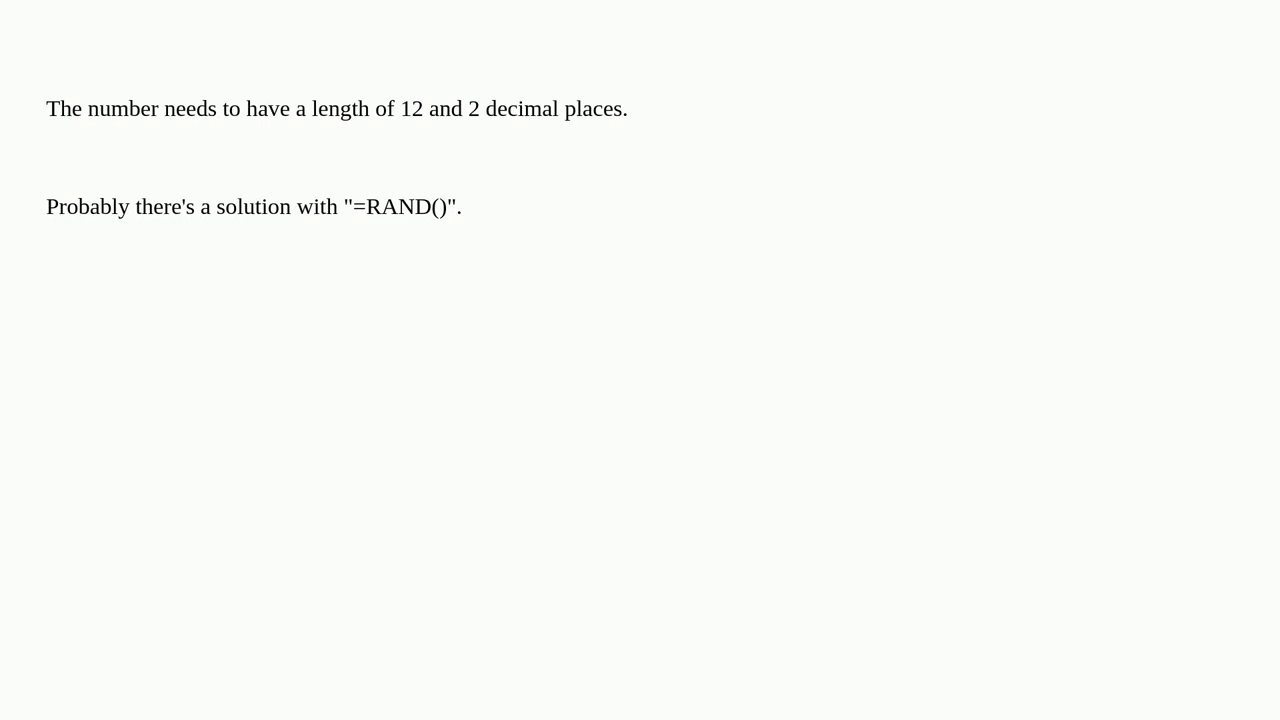 The number needs to have a length of 12 and 2 decimal places.
Probably there's a solution with "=RAND()".